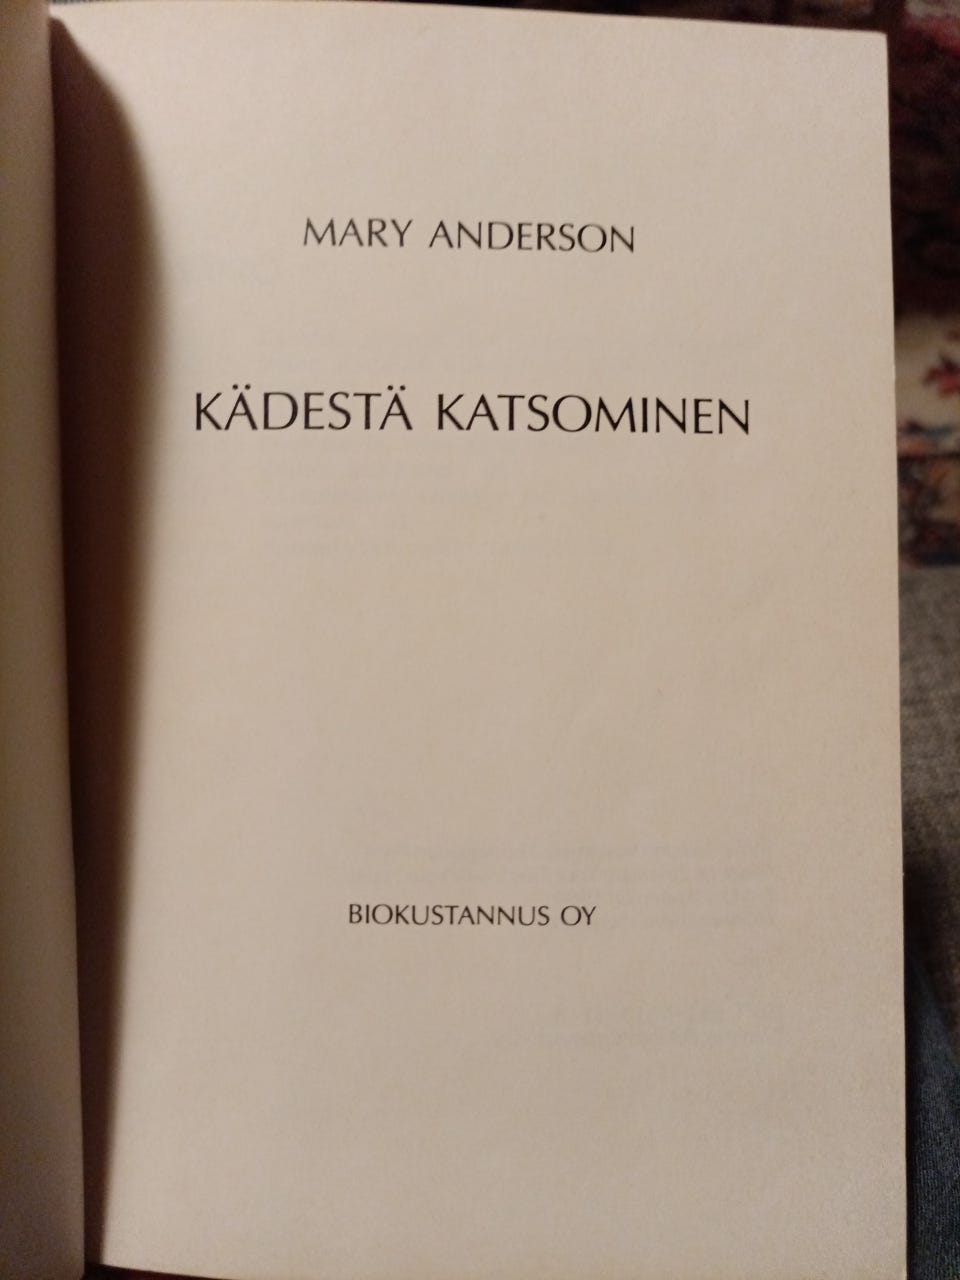 MARY ANDERSON
KÄDESTÄ KATSOMINEN
BIOKUSTANNUS OY